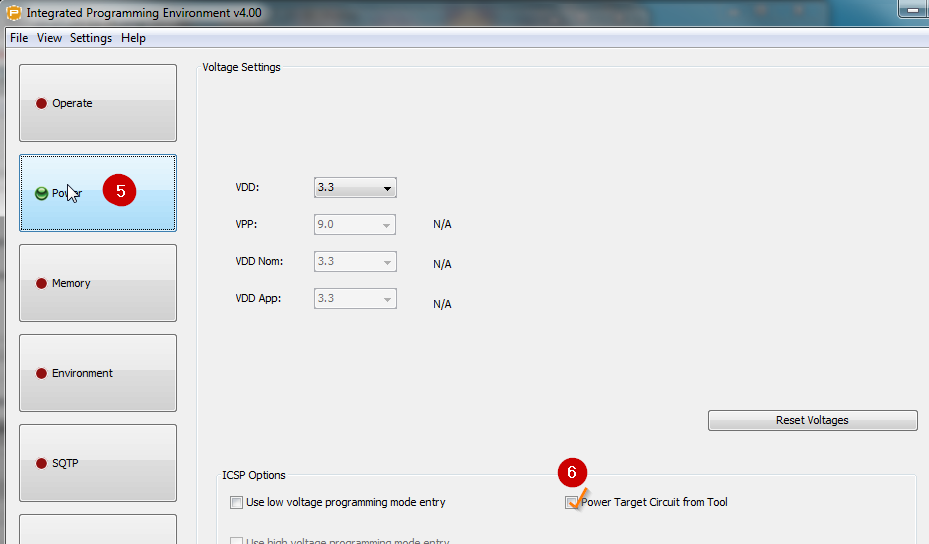 Integrated Programming Environment v4.00
File View Settings Help
Voltage Settings
Operate
Power
5
Memory
Environment
SQTP
VDD: 3.3
VPP: 9.0 N/A
VDD Nom: 3.3 N/A
VDD App: 3.3 N/A
Reset Voltages
ICSP Options
6
Use low voltage programming mode entry
Power Target Circuit from Tool
Use high voltage programming mode entry